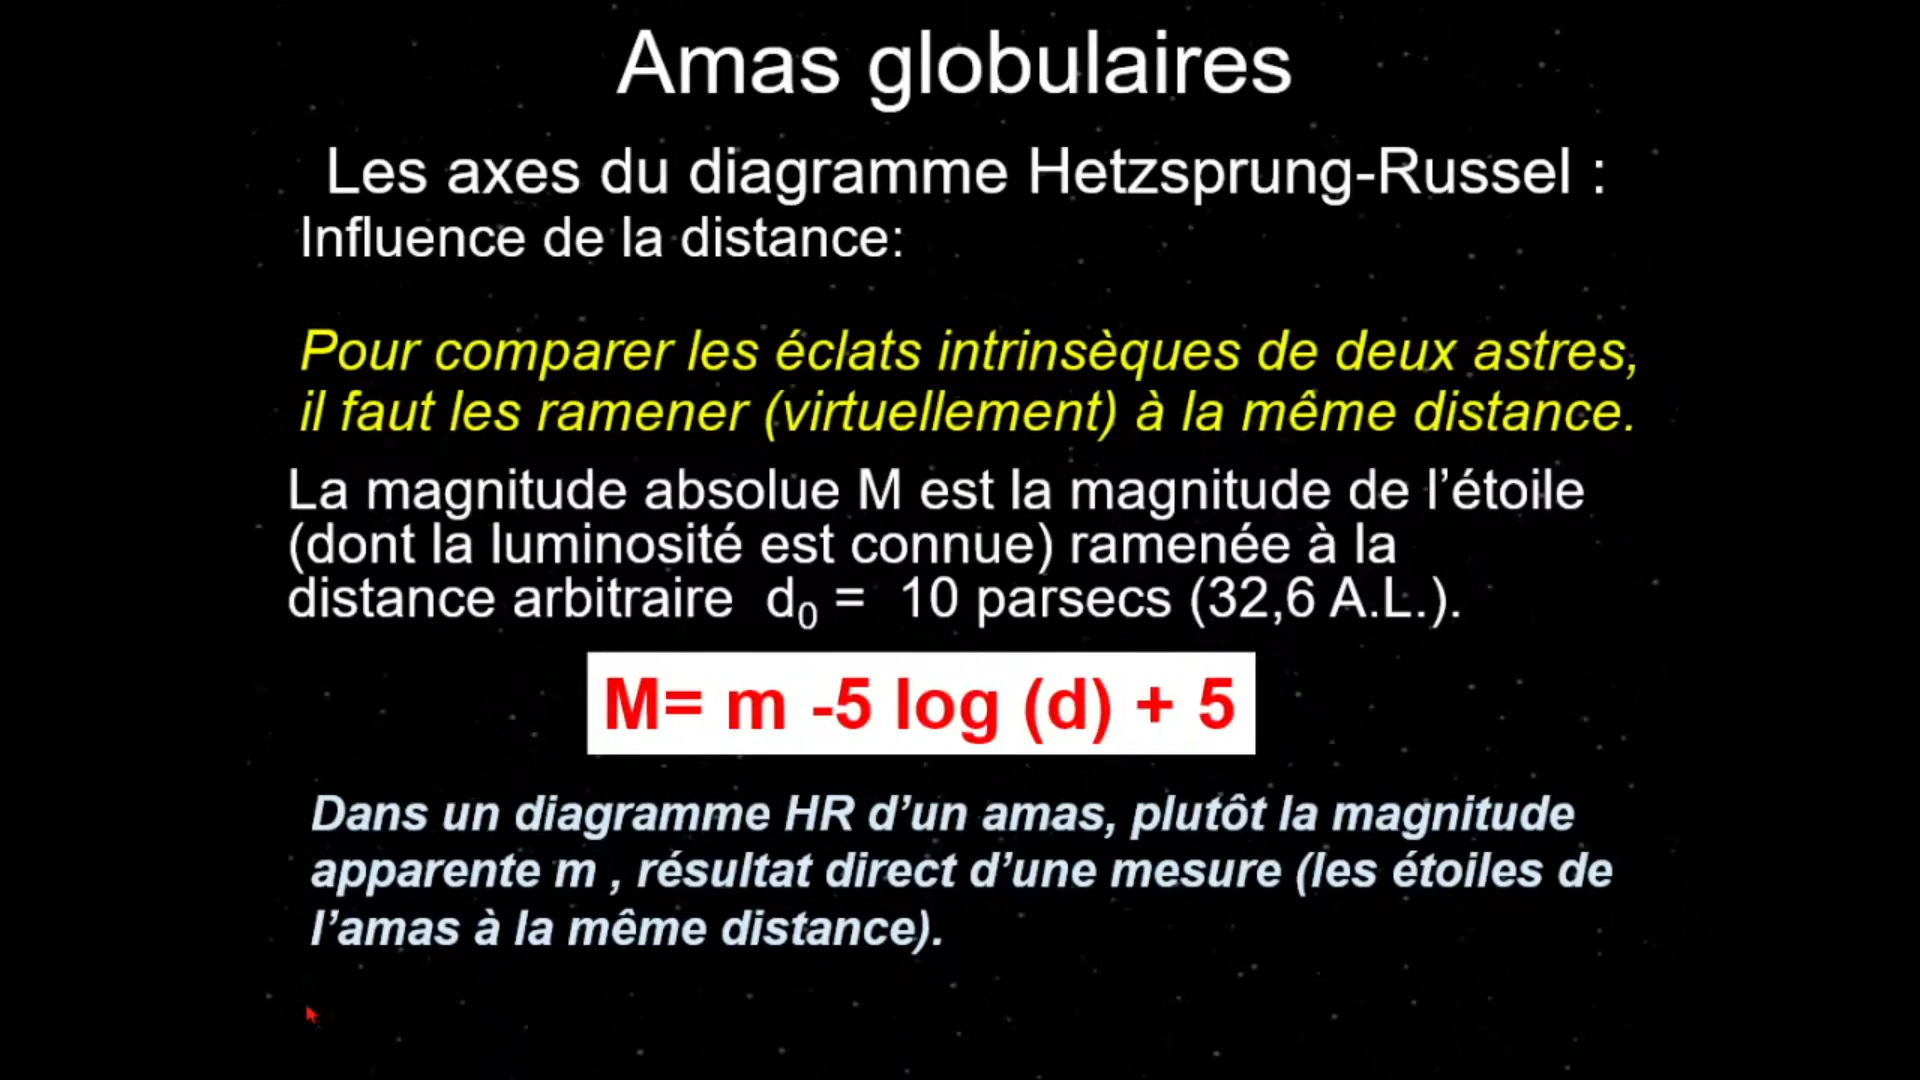 Amas globulaires
Les axes du diagramme Hetzsprung-Russel :
Influence de la distance:
Pour comparer les éclats intrinsèques de deux astres,
il faut les ramener (virtuellement) à la même distance.
La magnitude absolue M est la magnitude de l’étoile
(dont la luminosité est connue) ramenée à la
distance arbitraire d₀ = 10 parsecs (32,6 A.L.).
M= m -5 log (d) + 5
Dans un diagramme HR d’un amas, plutôt la magnitude
apparente m , résultat direct d’une mesure (les étoiles de
l’amas à la même distance).